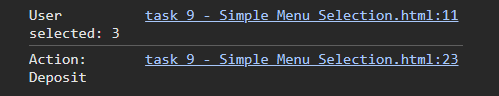 User task 9 - Simple Menu Selection.html:11
selected: 3
Action: task 9 - Simple Menu Selection.html:23
Deposit